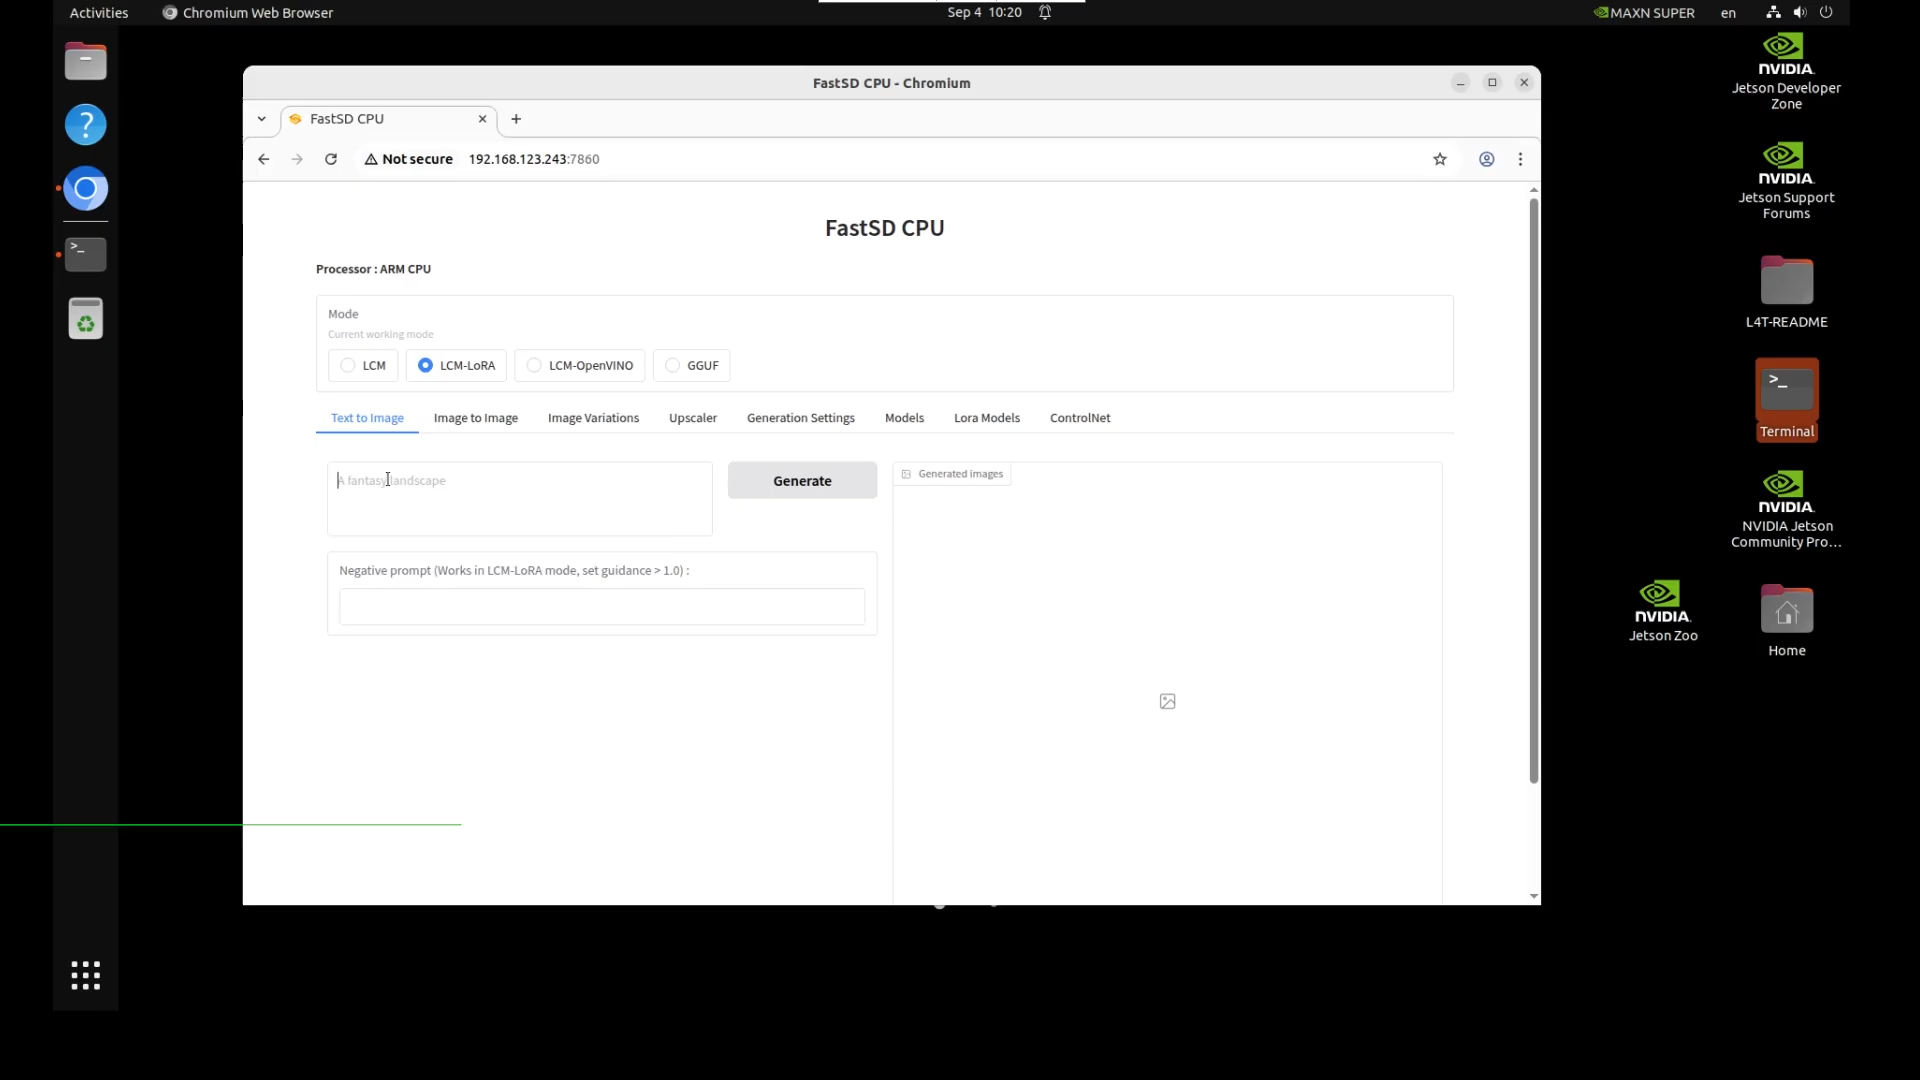 Activities
Chromium Web Browser
Sep 4 10:20
MAXN SUPER
en
FastSD CPU - Chromium
FastSD CPU
Not secure
192.168.123.243:7860
FastSD CPU
Processor : ARM CPU
Mode
Current working mode
LCM
LCM-LoRA
LCM-OpenVINO
GGUF
Text to Image
Image to Image
Image Variations
Upscaler
Generation Settings
Models
Lora Models
ControlNet
A fantasy landscape
Generate
Generated images
Negative prompt (Works in LCM-LoRA mode, set guidance > 1.0) :
NVIDIA.
Jetson Developer
Zone
NVIDIA.
Jetson Support
Forums
L4T-README
>_
Terminal
NVIDIA.
NVIDIA Jetson
Community Pro...
NVIDIA.
Jetson Zoo
Home
?
>_